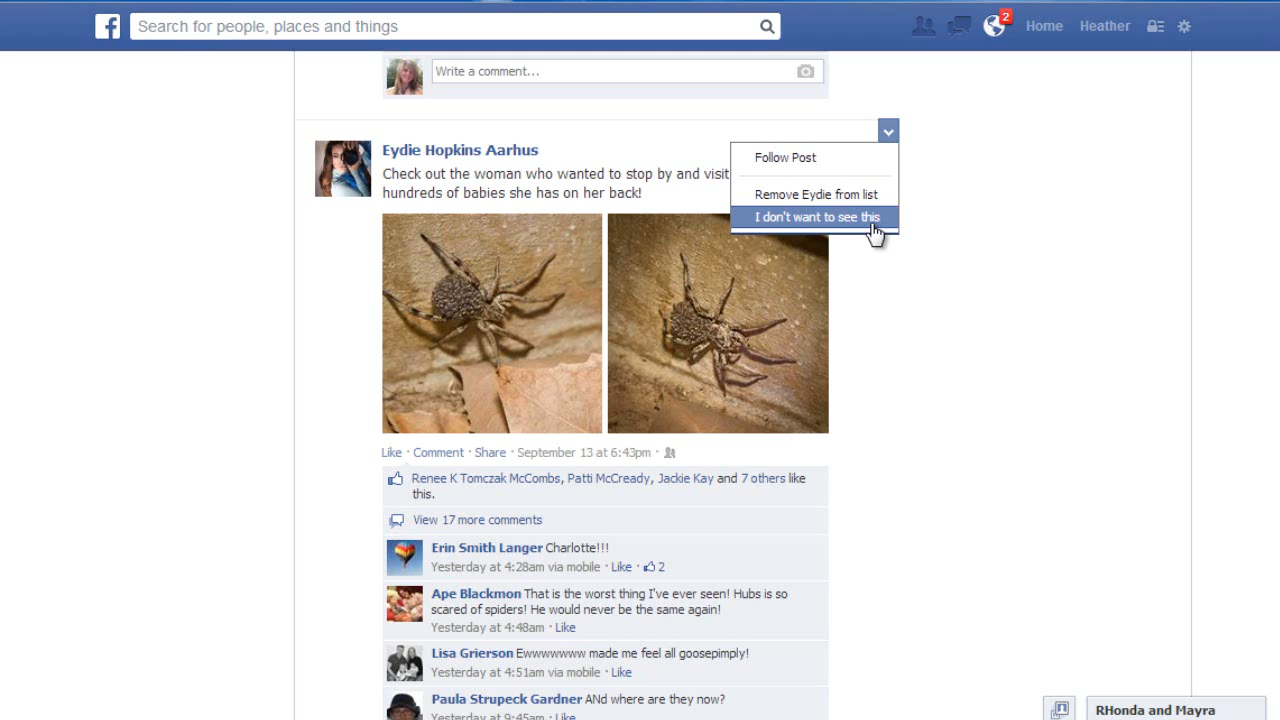 f
Search for people, places and things
2
Home
Heather
Write a comment...
Eydie Hopkins Aarhus
Check out the woman who wanted to stop by and visit
hundreds of babies she has on her back!
Follow Post
Remove Eydie from list
I don't want to see this
Like · Comment · Share · September 13 at 6:43pm ·
Renee K Tomczak McCombs, Patti McCready, Jackie Kay and 7 others like
this.
View 17 more comments
Erin Smith Langer Charlotte!!!
Yesterday at 4:28am via mobile · Like · 2
Ape Blackmon That is the worst thing I've ever seen! Hubs is so
scared of spiders! He would never be the same again!
Yesterday at 4:48am · Like
Lisa Grierson Ewwwwwww made me feel all goosepimply!
Yesterday at 4:51am via mobile · Like
Paula Strupeck Gardner ANd where are they now?
Yesterday at 9:45am · Like
RHonda and Mayra